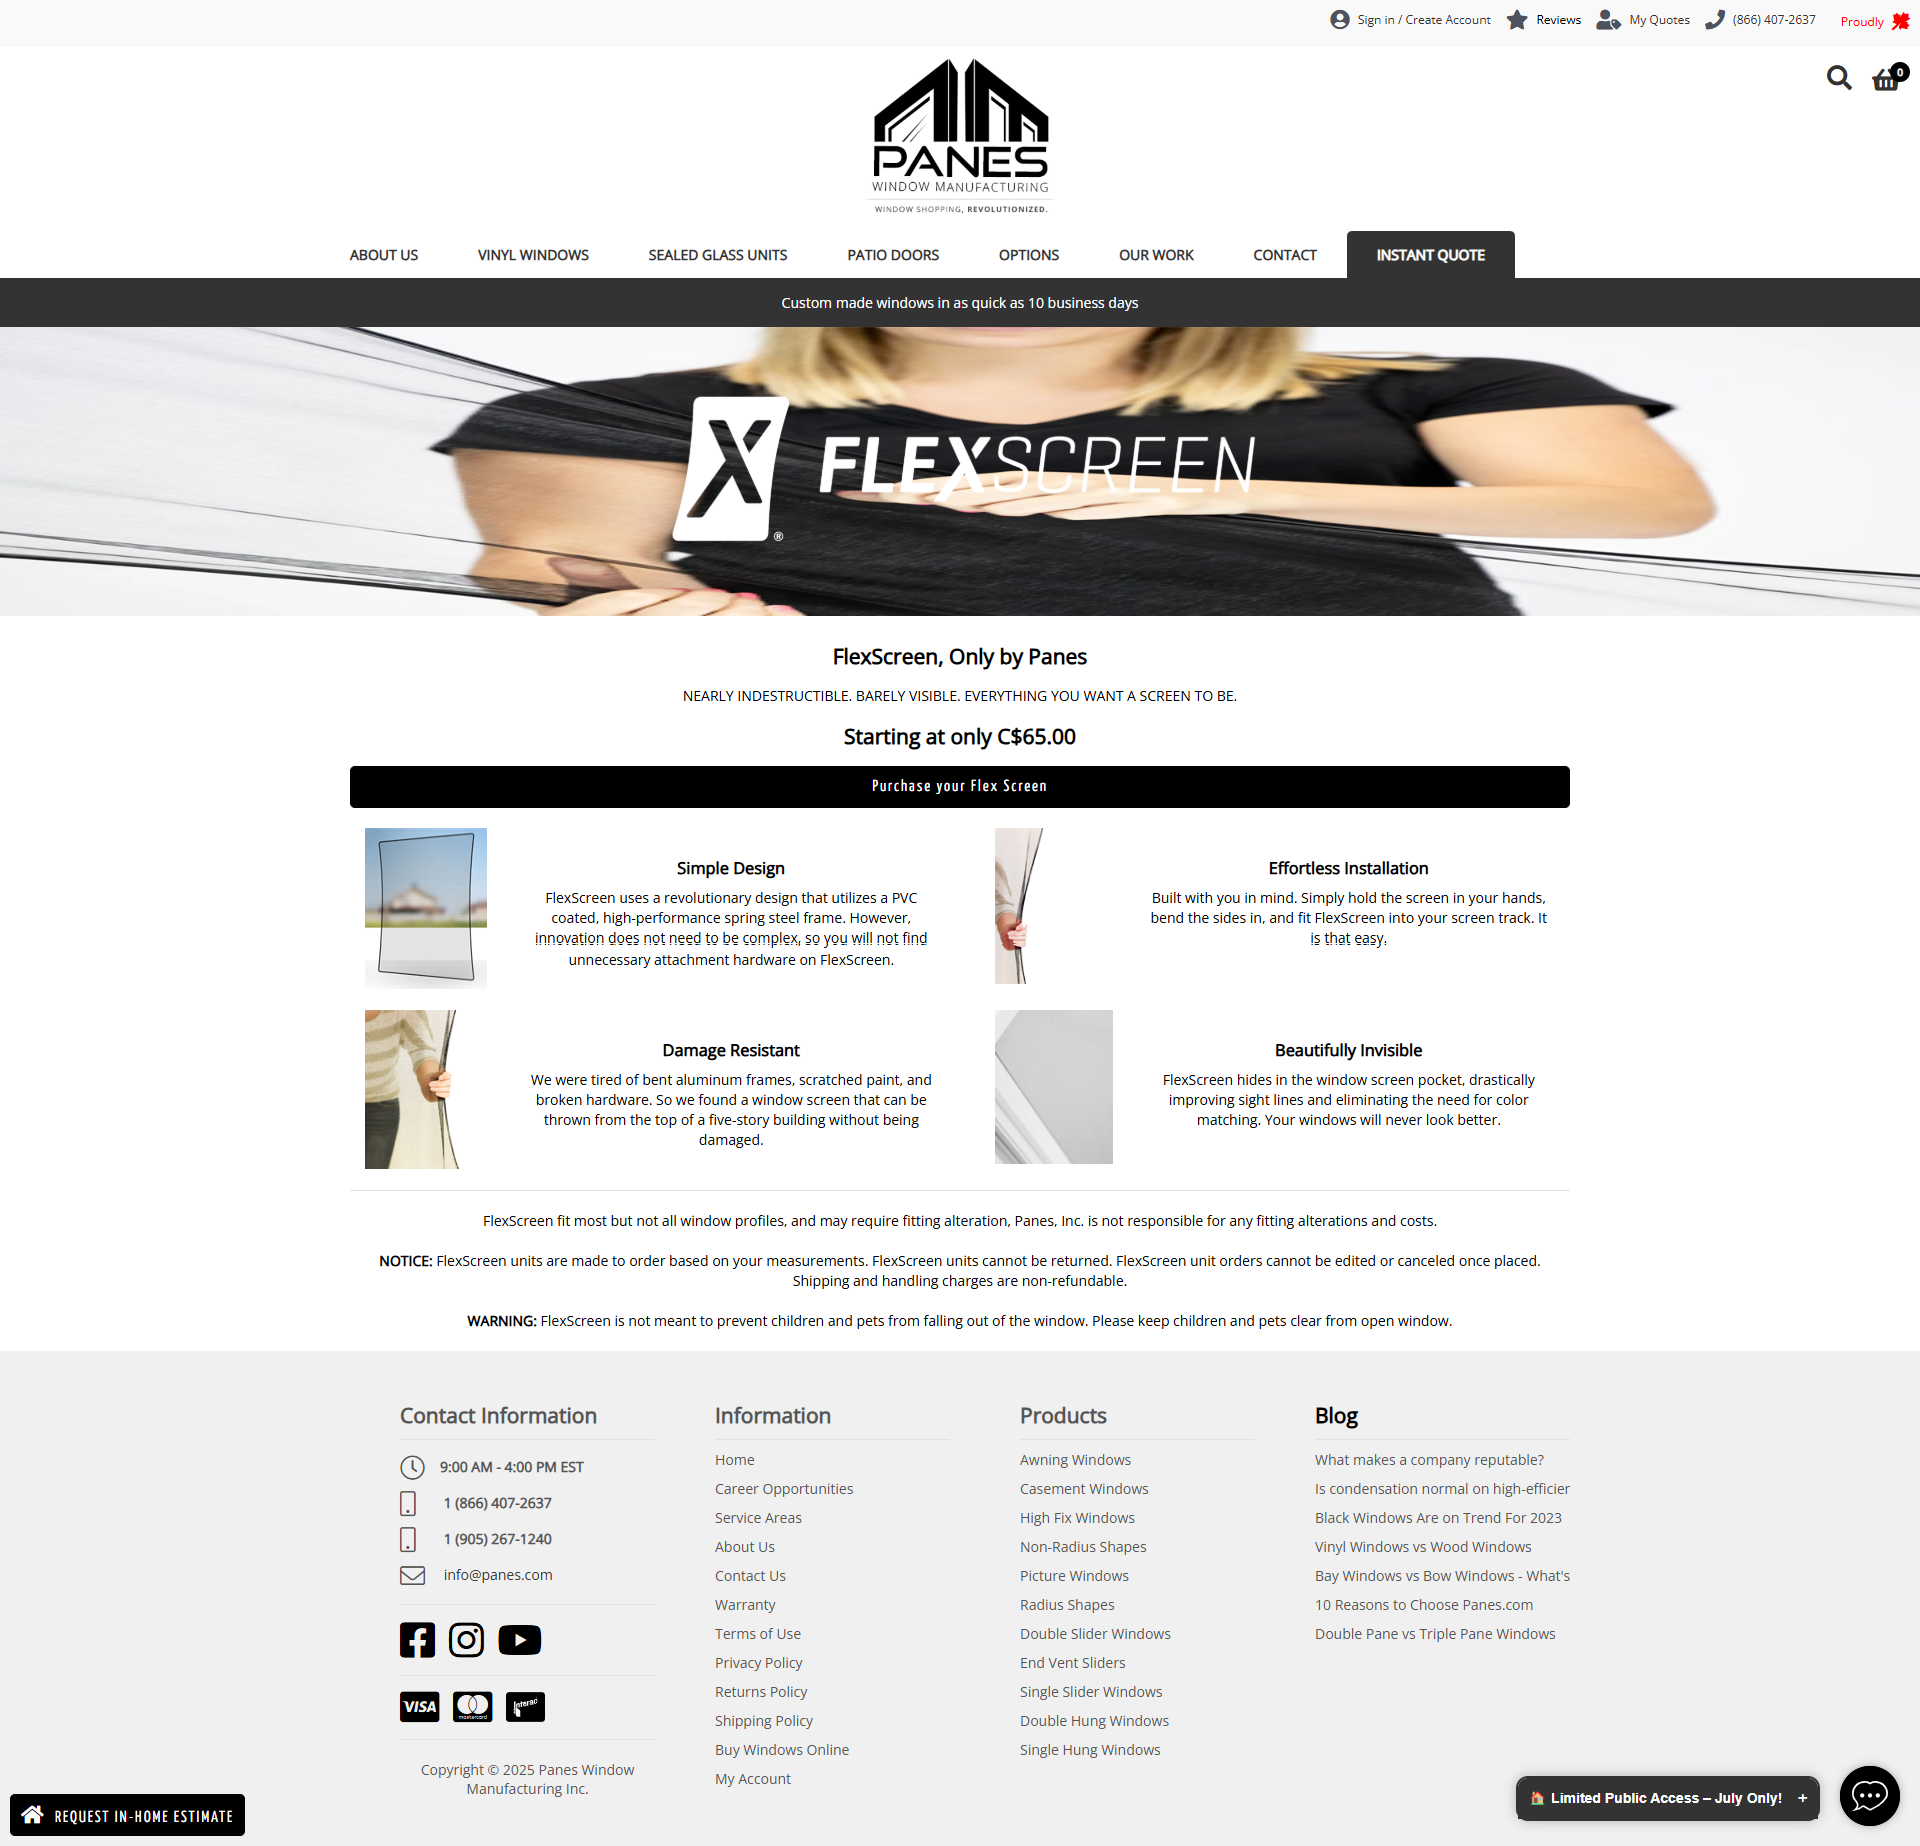 Sign in / Create Account
Reviews
My Quotes
(866) 407-2637
Proudly
0
PANES
WINDOW MANUFACTURING
WINDOW SHOPPING, REVOLUTIONIZED.
ABOUT US
VINYL WINDOWS
SEALED GLASS UNITS
PATIO DOORS
OPTIONS
OUR WORK
CONTACT
INSTANT QUOTE
Custom made windows in as quick as 10 business days
X FLEXSCREEN
®
FlexScreen, Only by Panes
NEARLY INDESTRUCTIBLE. BARELY VISIBLE. EVERYTHING YOU WANT A SCREEN TO BE.
Starting at only C$65.00
Purchase your Flex Screen
Simple Design
FlexScreen uses a revolutionary design that utilizes a PVC
coated, high-performance spring steel frame. However,
innovation does not need to be complex, so you will not find
unnecessary attachment hardware on FlexScreen.
Effortless Installation
Built with you in mind. Simply hold the screen in your hands,
bend the sides in, and fit FlexScreen into your screen track. It
is that easy.
Damage Resistant
We were tired of bent aluminum frames, scratched paint, and
broken hardware. So we found a window screen that can be
thrown from the top of a five-story building without being
damaged.
Beautifully Invisible
FlexScreen hides in the window screen pocket, drastically
improving sight lines and eliminating the need for color
matching. Your windows will never look better.
FlexScreen fit most but not all window profiles, and may require fitting alteration, Panes, Inc. is not responsible for any fitting alterations and costs.
NOTICE: FlexScreen units are made to order based on your measurements. FlexScreen units cannot be returned. FlexScreen unit orders cannot be edited or canceled once placed.
Shipping and handling charges are non-refundable.
WARNING: FlexScreen is not meant to prevent children and pets from falling out of the window. Please keep children and pets clear from open window.
Contact Information
9:00 AM - 4:00 PM EST
1 (866) 407-2637
1 (905) 267-1240
info@panes.com
VISA
mastercard
Interac
Copyright © 2025 Panes Window
Manufacturing Inc.
Information
Home
Career Opportunities
Service Areas
About Us
Contact Us
Warranty
Terms of Use
Privacy Policy
Returns Policy
Shipping Policy
Buy Windows Online
My Account
Products
Awning Windows
Casement Windows
High Fix Windows
Non-Radius Shapes
Picture Windows
Radius Shapes
Double Slider Windows
End Vent Sliders
Single Slider Windows
Double Hung Windows
Single Hung Windows
Blog
What makes a company reputable?
Is condensation normal on high-efficier
Black Windows Are on Trend For 2023
Vinyl Windows vs Wood Windows
Bay Windows vs Bow Windows - What's
10 Reasons to Choose Panes.com
Double Pane vs Triple Pane Windows
REQUEST IN-HOME ESTIMATE
Limited Public Access – July Only! +